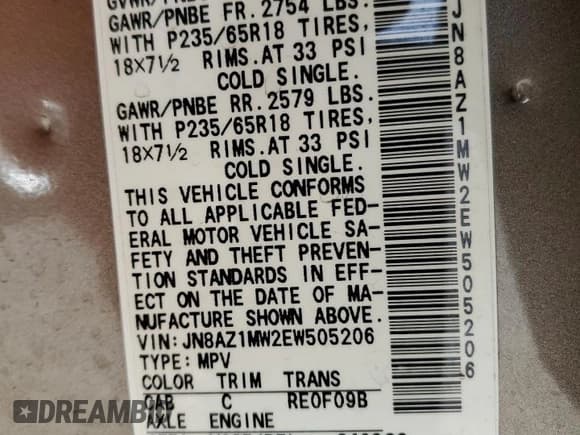 GAWR/PNBE FR. 2754 LBS.
WITH P235/65R18 TIRES,
18X7½ RIMS. AT 33 PSI
COLD SINGLE.
GAWR/PNBE RR. 2579 LBS.
WITH P235/65R18 TIRES,
18X7½ RIMS. AT 33 PSI
COLD SINGLE.
THIS VEHICLE CONFORMS
TO ALL APPLICABLE FED-
ERAL MOTOR VEHICLE SA-
FETY AND THEFT PREVEN-
TION STANDARDS IN EFF-
ECT ON THE DATE OF MA-
NUFACTURE SHOWN ABOVE.
VIN: JN8AZ1MW2EW505206
TYPE: MPV
COLOR TRIM TRANS
CAB C RE0F09B
AXLE ENGINE
JN8AZ1MW2EW505206